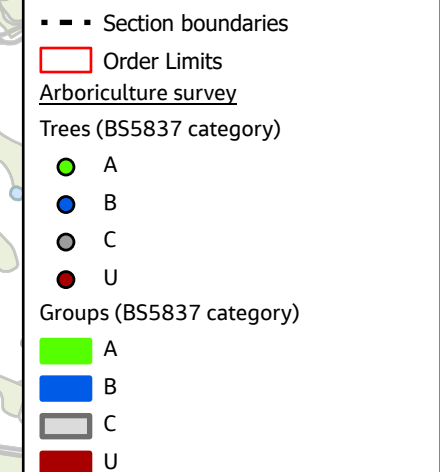 Section boundaries
Order Limits
Arboriculture survey
Trees (BS5837 category)
A
B
C
U
Groups (BS5837 category)
A
B
C
U